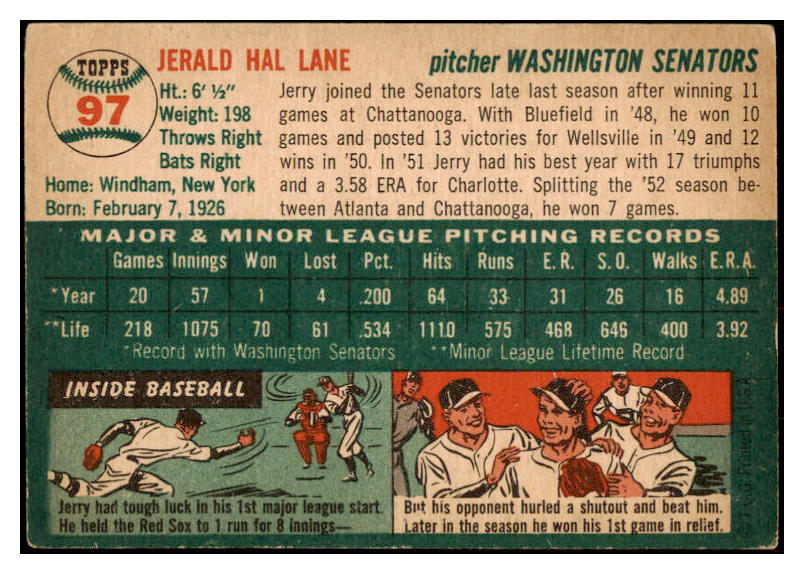 TOPPS
97
JERALD HAL LANE
pitcher WASHINGTON SENATORS
Ht.: 6' ½"
Weight: 198
Throws Right
Bats Right
Home: Windham, New York
Born: February 7, 1926
Jerry joined the Senators late last season after winning 11
games at Chattanooga. With Bluefield in '48, he won 10
games and posted 13 victories for Wellsville in '49 and 12
wins in '50. In '51 Jerry had his best year with 17 triumphs
and a 3.58 ERA for Charlotte. Splitting the '52 season be-
tween Atlanta and Chattanooga, he won 7 games.
MAJOR & MINOR LEAGUE PITCHING RECORDS
Games Innings Won Lost Pct. Hits Runs E.R. S.O. Walks E.R.A.
*Year 20 57 1 4 .200 64 33 31 26 16 4.89
**Life 218 1075 70 61 .534 1110 575 468 646 400 3.92
*Record with Washington Senators **Minor League Lifetime Record
INSIDE BASEBALL
Jerry had tough luck in his 1st major league start.
He held the Red Sox to 1 run for 8 innings—
But his opponent hurled a shutout and beat him.
Later in the season he won his 1st game in relief.
Printed in U.S.A.